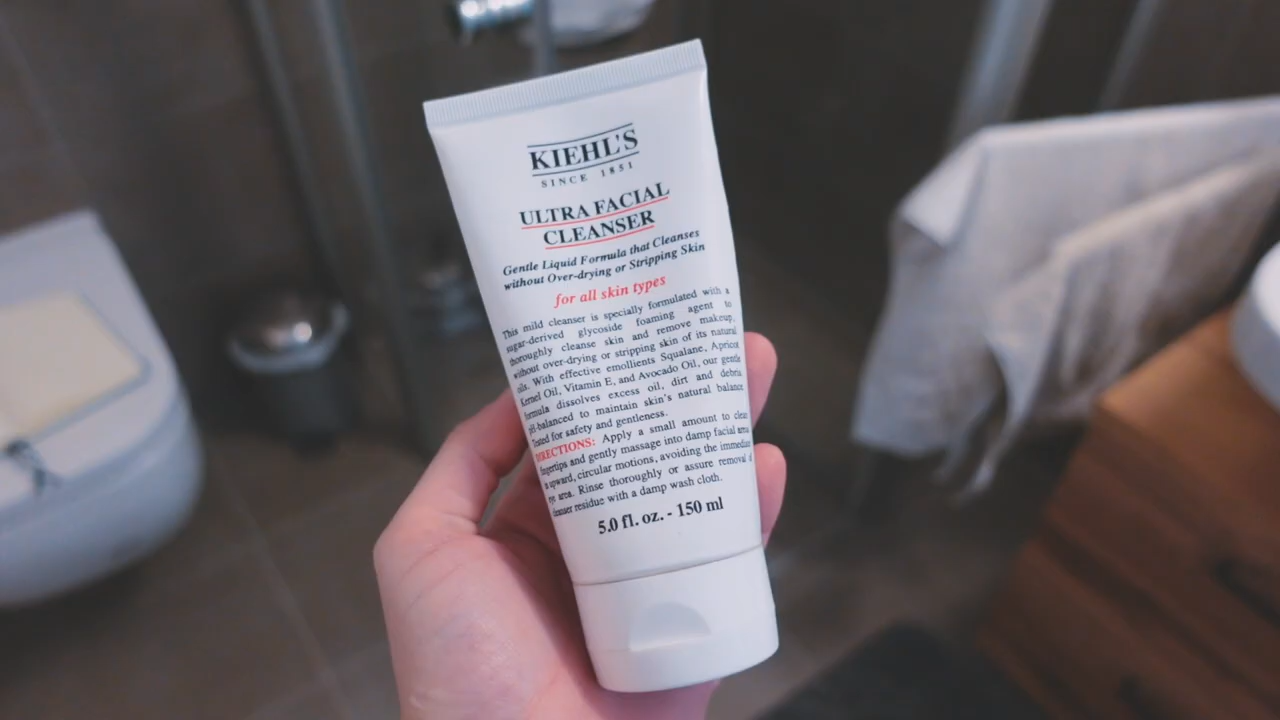 KIEHL'S
SINCE 1851
ULTRA FACIAL
CLEANSER
Gentle Liquid Formula that Cleanses
without Over-drying or Stripping Skin
for all skin types
This mild cleanser is specially formulated with a
sugar-derived glycoside foaming agent to
thoroughly cleanse skin and remove makeup,
without over-drying or stripping skin of its natural
oils. With effective emollients Squalane, Apricot
Kernel Oil, Vitamin E, and Avocado Oil, our gentle
formula dissolves excess oil, dirt and debris.
pH-balanced to maintain skin's natural balance.
Tested for safety and gentleness.
DIRECTIONS: Apply a small amount to clean
fingertips and gently massage into damp facial area
in upward, circular motions, avoiding the immediate
eye area. Rinse thoroughly or assure removal of
cleanser residue with a damp wash cloth.
5.0 fl. oz. - 150 ml